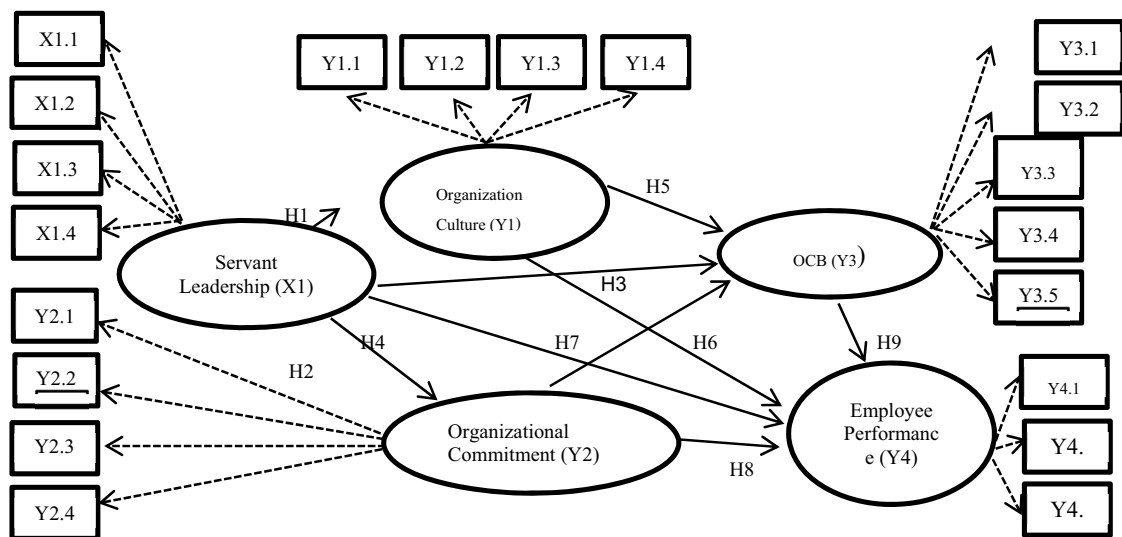 X1.1
X1.2
X1.3
X1.4
Y1.1
Y1.2
Y1.3
Y1.4
Y3.1
Y3.2
Y3.3
Y3.4
Y3.5
Organization
Culture (Y1)
H5
H1
Servant
Leadership (X1)
OCB (Y3)
H3
H4
H7
H6
H9
H2
Y2.1
Y2.2
Y2.3
Y2.4
Organizational
Commitment (Y2)
H8
Employee
Performanc
e (Y4)
Y4.1
Y4.
Y4.